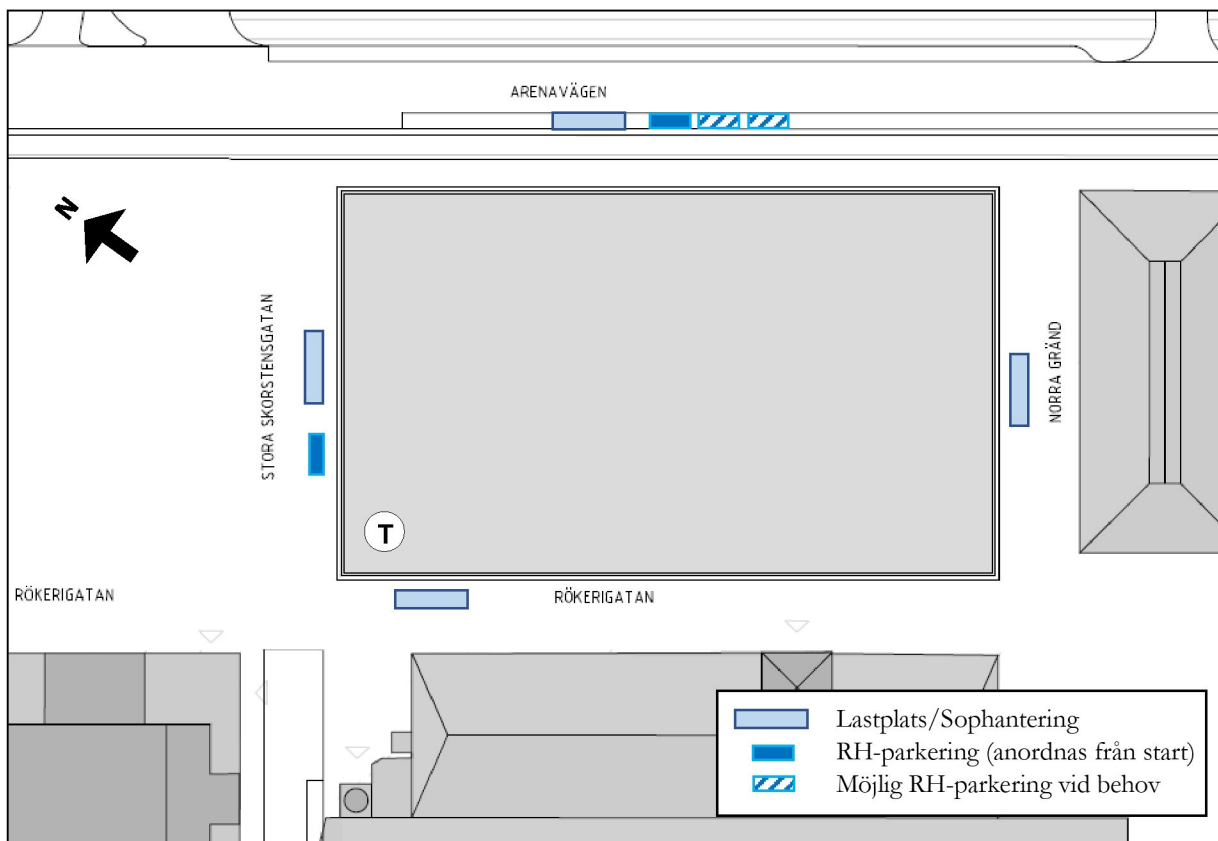 ARENAVÄGEN
N
STORA SKORSTENSGATAN
NORRA GRÄND
T
RÖKERIGATAN
RÖKERIGATAN
Lastplats/Sophantering
RH-parkering (anordnas från start)
Möjlig RH-parkering vid behov